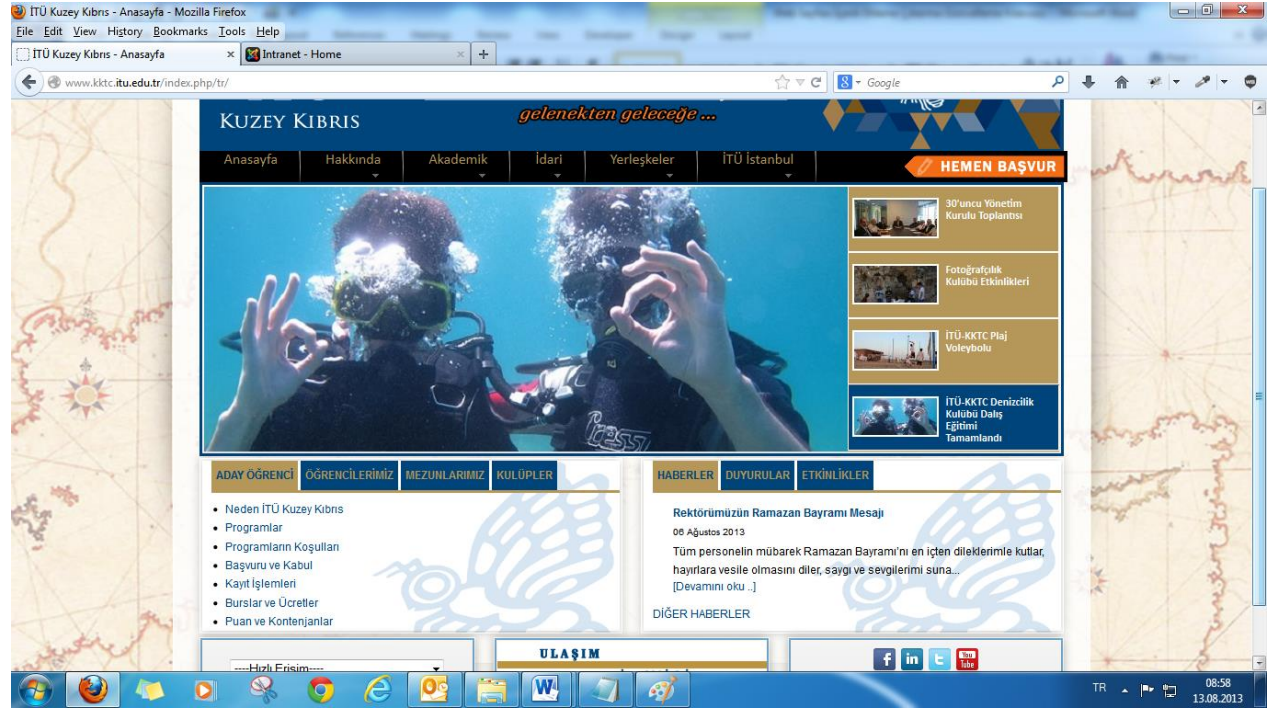 İTÜ Kuzey Kıbrıs - Anasayfa - Mozilla Firefox
File Edit View History Bookmarks Tools Help
İTÜ Kuzey Kıbrıs - Anasayfa × Intranet - Home × +
www.kktc.itu.edu.tr/index.php/tr/
Google
KUZEY KIBRIS
gelenekten geleceğe ...
Anasayfa Hakkında Akademik İdari Yerleşkeler İTÜ İstanbul
HEMEN BAŞVUR
30'uncu Yönetim
Kurulu Toplantısı
Fotoğrafçılık
Kulübü Etkinlikleri
İTÜ-KKTC Plaj
Voleybolu
İTÜ-KKTC Denizcilik
Kulübü Dalış
Eğitimi
Tamamlandı
Cressi
ADAY ÖĞRENCİ ÖĞRENCİLERİMİZ MEZUNLARIMIZ KULÜPLER
Neden İTÜ Kuzey Kıbrıs
Programlar
Programların Koşulları
Başvuru ve Kabul
Kayıt İşlemleri
Burslar ve Ücretler
Puan ve Kontenjanlar
HABERLER DUYURULAR ETKİNLİKLER
Rektörümüzün Ramazan Bayramı Mesajı
06 Ağustos 2013
Tüm personelin mübarek Ramazan Bayramı'nı en içten dileklerimle kutlar,
hayırlara vesile olmasını diler, saygı ve sevgilerimi suna...
[Devamını oku ..]
DİĞER HABERLER
----Hızlı Erişim----
ULAŞIM
You
Tube
TR
08:58
13.08.2013